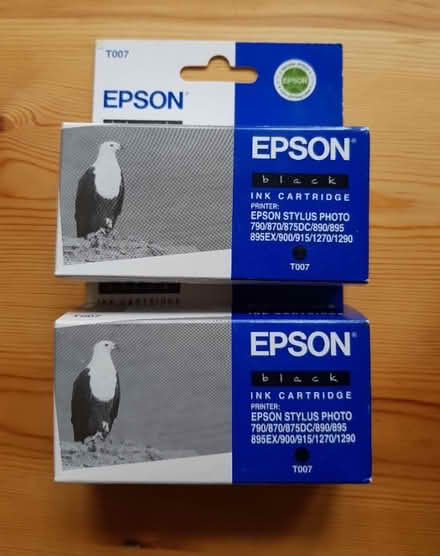 T007
EPSON
EPSON
black
INK CARTRIDGE
PRINTER:
EPSON STYLUS PHOTO
790/870/875DC/890/895
895EX/900/915/1270/1290
T007
INK CARTRIDGE
T007
EPSON
black
INK CARTRIDGE
PRINTER:
EPSON STYLUS PHOTO
790/870/875DC/890/895
895EX/900/915/1270/1290
T007